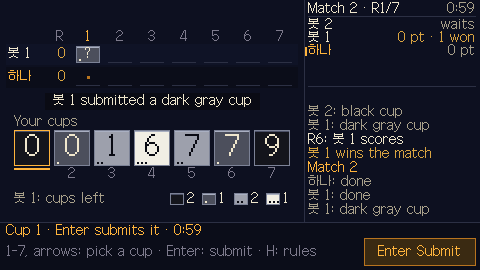 Match 2 · R1/7 0:59
봇 2 waits
봇 1 0 pt · 1 won
하나 0 pt
R 1 2 3 4 5 6 7
봇 1 0 ?
하나 0
봇 1 submitted a dark gray cup
Your cups
0 0 1 6 7 7 9
2 3 4 5 6 7
봇 1: cups left 2 1 2 1
봇 2: black cup
봇 1: dark gray cup
R6: 봇 1 scores
봇 1 wins the match
Match 2
하나: done
봇 1: done
봇 1: dark gray cup
Cup 1 · Enter submits it · 0:59
1-7, arrows: pick a cup · Enter: submit · H: rules
Enter Submit